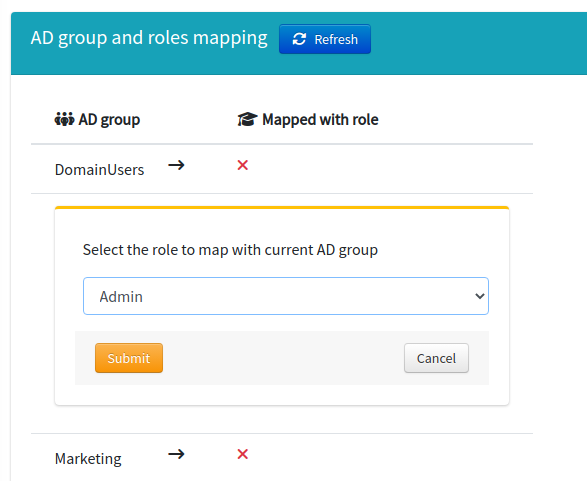 AD group and roles mapping Refresh
AD group Mapped with role
DomainUsers → ×
Select the role to map with current AD group
Admin
Submit Cancel
Marketing → ×